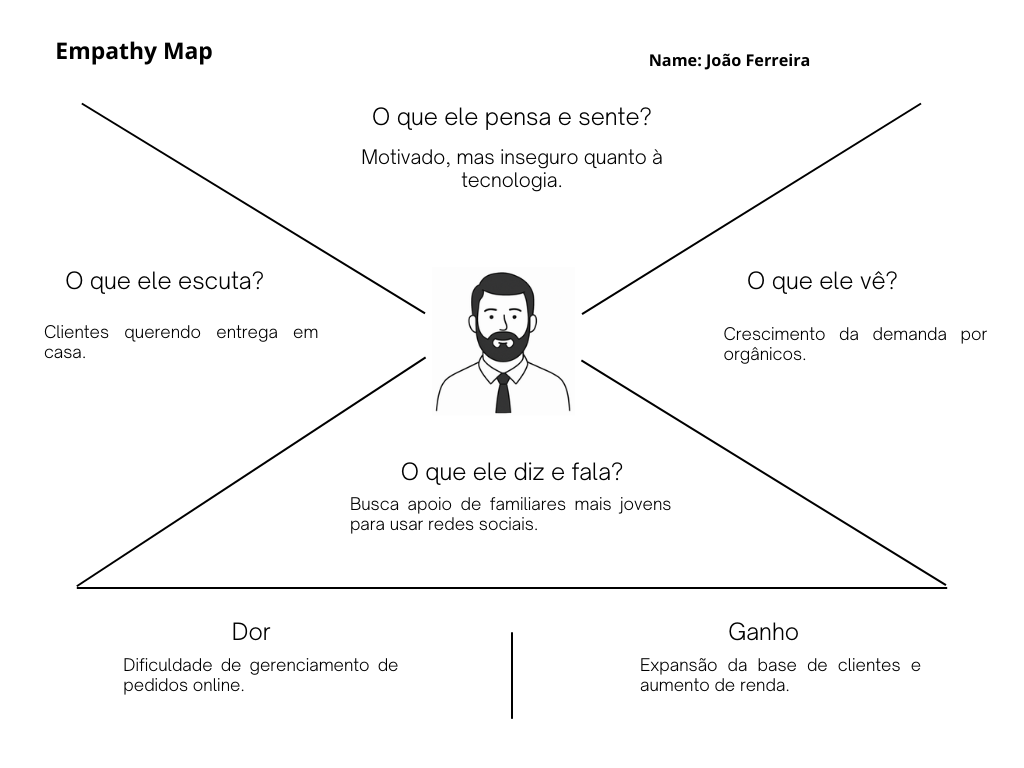 Empathy Map
Name: João Ferreira
O que ele pensa e sente?
Motivado, mas inseguro quanto à
tecnologia.
O que ele escuta?
Clientes querendo entrega em
casa.
O que ele vê?
Crescimento da demanda por
orgânicos.
O que ele diz e fala?
Busca apoio de familiares mais jovens
para usar redes sociais.
Dor
Dificuldade de gerenciamento de
pedidos online.
Ganho
Expansão da base de clientes e
aumento de renda.